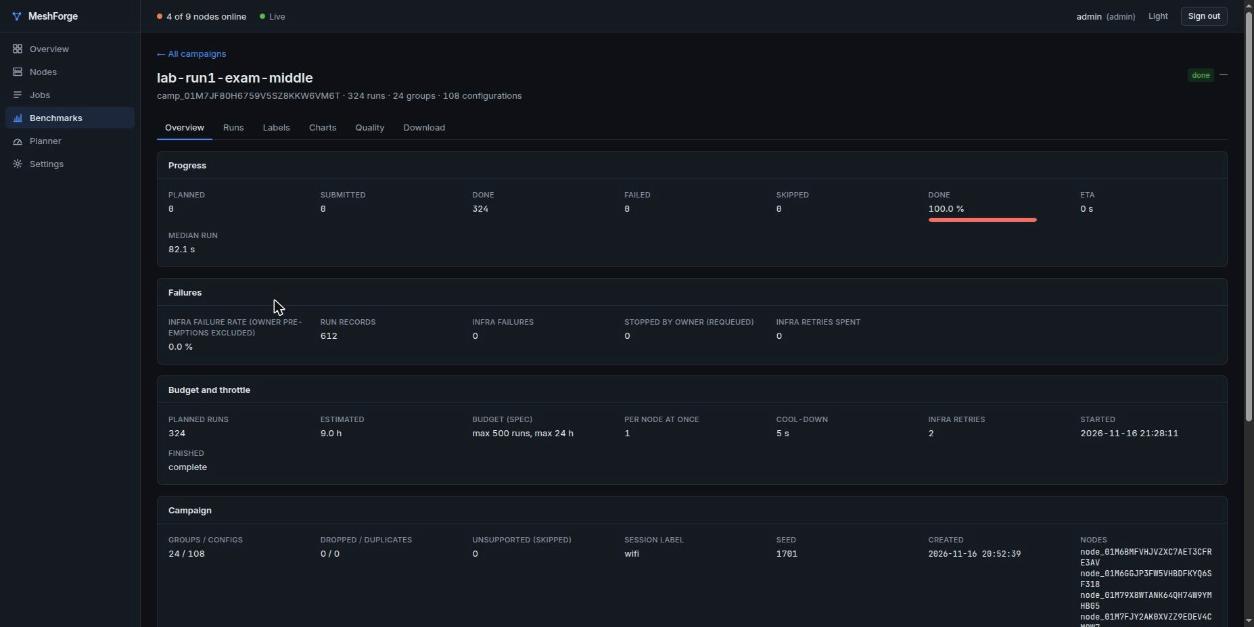 MeshForge
4 of 9 nodes online
Live
admin (admin)
Light
Sign out
Overview
Nodes
Jobs
Benchmarks
Planner
Settings
← All campaigns
lab-run1-exam-middle
done —
camp_01M7JF80H6759V5SZ8KKW6VM6T · 324 runs · 24 groups · 108 configurations
Overview
Runs
Labels
Charts
Quality
Download
Progress
PLANNED
0
SUBMITTED
0
DONE
324
FAILED
0
SKIPPED
0
DONE
100.0 %
ETA
0 s
MEDIAN RUN
82.1 s
Failures
INFRA FAILURE RATE (OWNER PRE-
EMPTIONS EXCLUDED)
0.0 %
RUN RECORDS
612
INFRA FAILURES
0
STOPPED BY OWNER (REQUEUED)
0
INFRA RETRIES SPENT
0
Budget and throttle
PLANNED RUNS
324
ESTIMATED
9.0 h
BUDGET (SPEC)
max 500 runs, max 24 h
PER NODE AT ONCE
1
COOL-DOWN
5 s
INFRA RETRIES
2
STARTED
2026-11-16 21:28:11
FINISHED
complete
Campaign
GROUPS / CONFIGS
24 / 108
DROPPED / DUPLICATES
0 / 0
UNSUPPORTED (SKIPPED)
0
SESSION LABEL
wifi
SEED
1701
CREATED
2026-11-16 20:52:39
NODES
node_01M68MFVHJVZXC7AET3CFR
E3AV
node_01M6GGJP3FW5VHBDFKYQ6S
F318
node_01M79X8WTANK64QH74W9YM
HBG5
node_01M7FJY2AK0XVZZ9EDEV4C